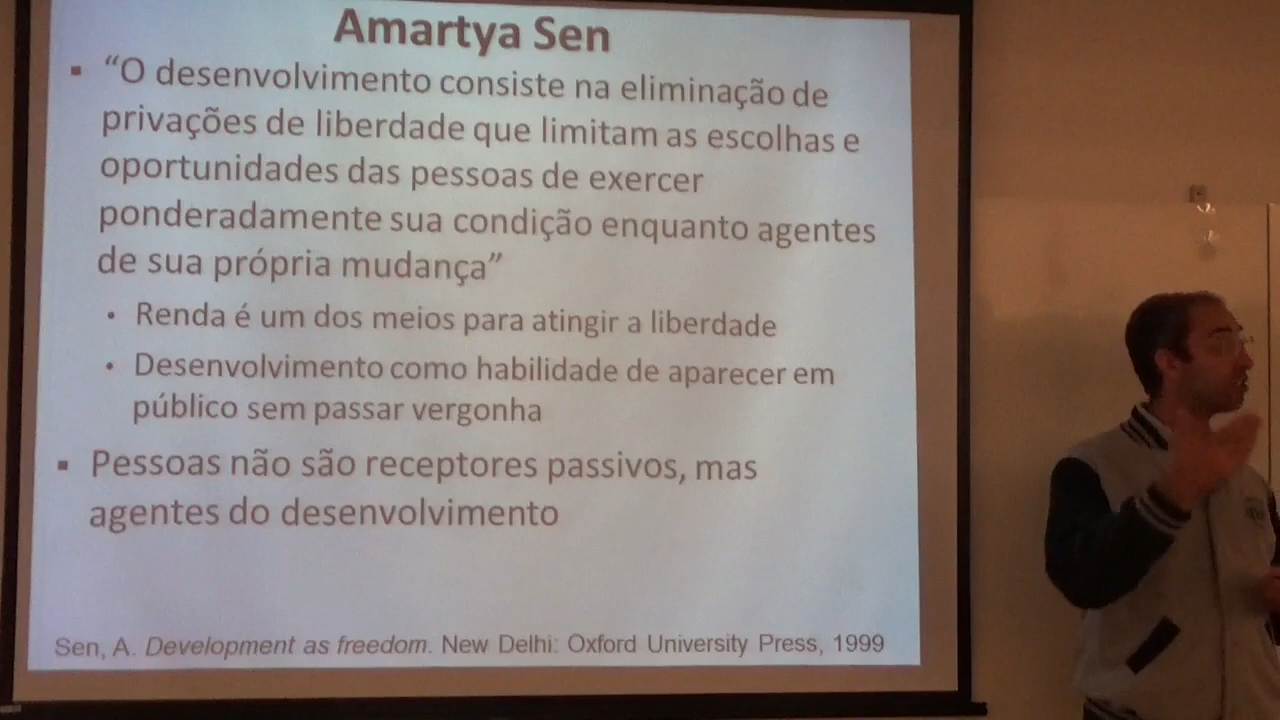 Amartya Sen
▪ “O desenvolvimento consiste na eliminação de
privações de liberdade que limitam as escolhas e
oportunidades das pessoas de exercer
ponderadamente sua condição enquanto agentes
de sua própria mudança”
• Renda é um dos meios para atingir a liberdade
• Desenvolvimento como habilidade de aparecer em
público sem passar vergonha
▪ Pessoas não são receptores passivos, mas
agentes do desenvolvimento
Sen, A. Development as freedom. New Delhi: Oxford University Press, 1999